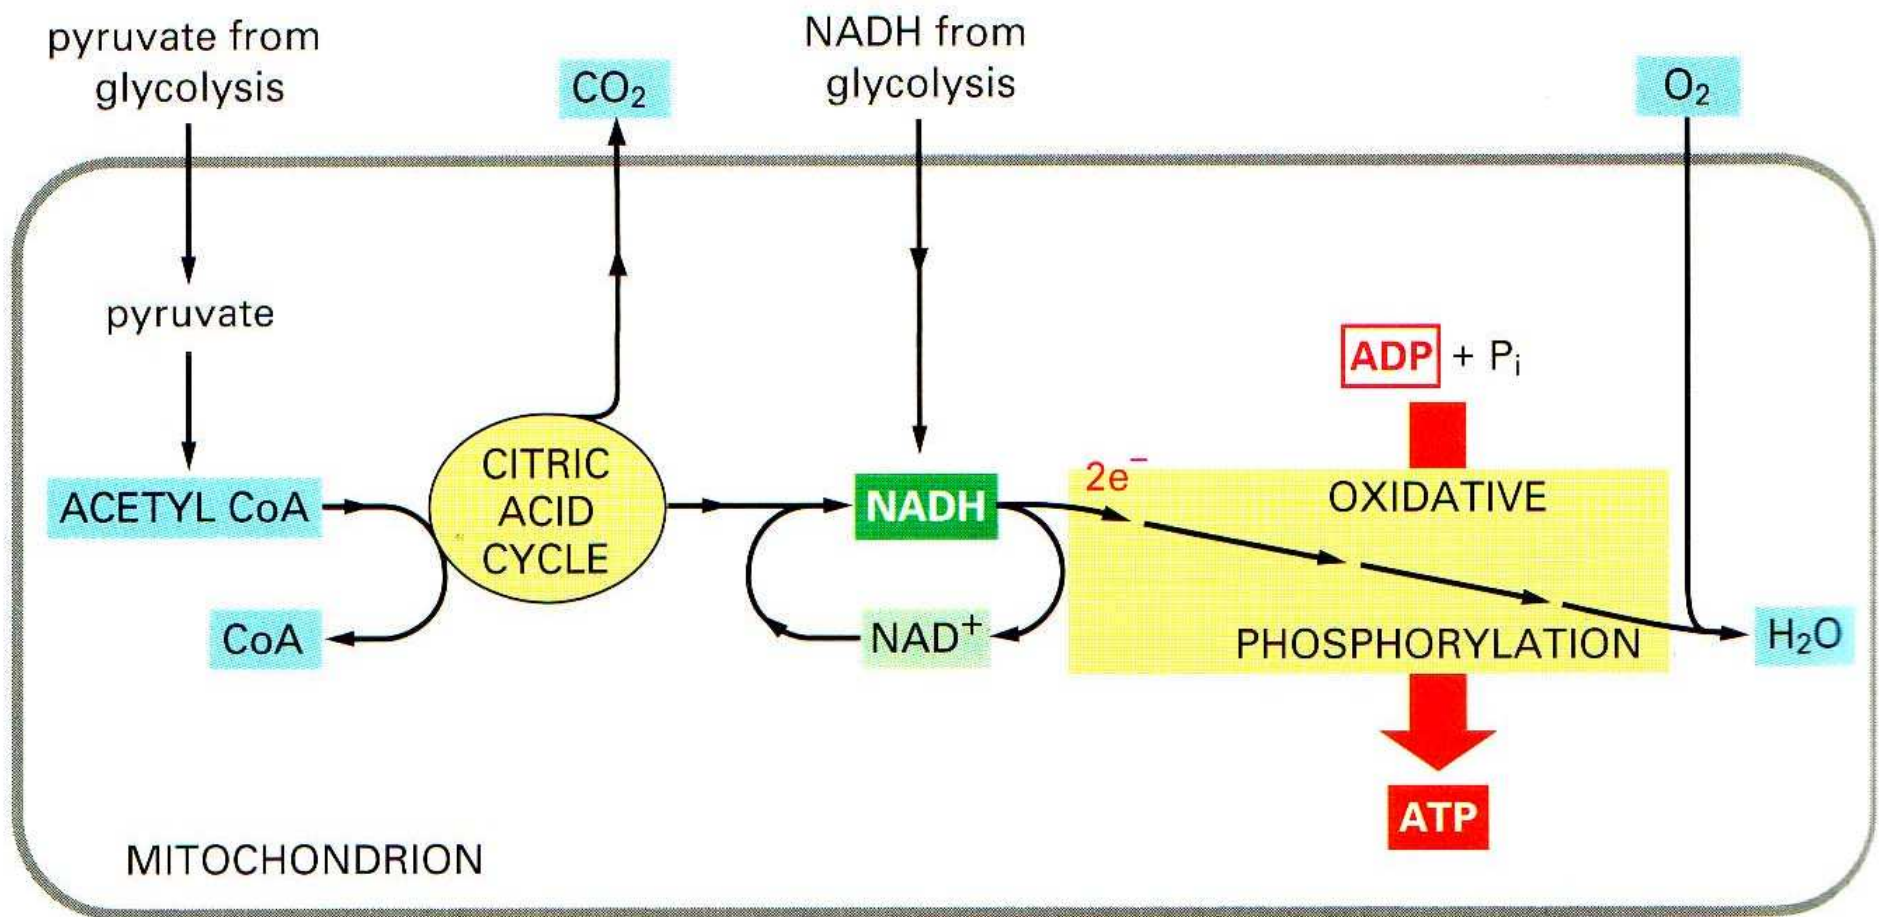 pyruvate from
glycolysis
CO₂
NADH from
glycolysis
O₂
pyruvate
ADP + Pᵢ
CITRIC
ACID
CYCLE
ACETYL CoA
NADH
2e⁻
OXIDATIVE
CoA
NAD⁺
PHOSPHORYLATION
H₂O
ATP
MITOCHONDRION